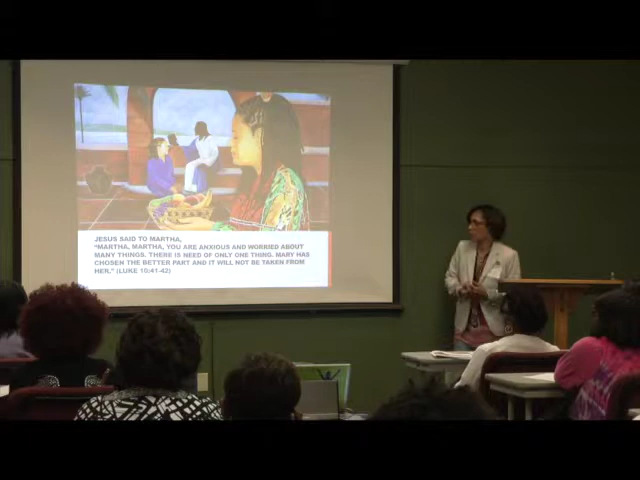 JESUS SAID TO MARTHA,
"MARTHA, MARTHA, YOU ARE ANXIOUS AND WORRIED ABOUT
MANY THINGS. THERE IS NEED OF ONLY ONE THING. MARY HAS
CHOSEN THE BETTER PART AND IT WILL NOT BE TAKEN FROM
HER." (LUKE 10:41-42)